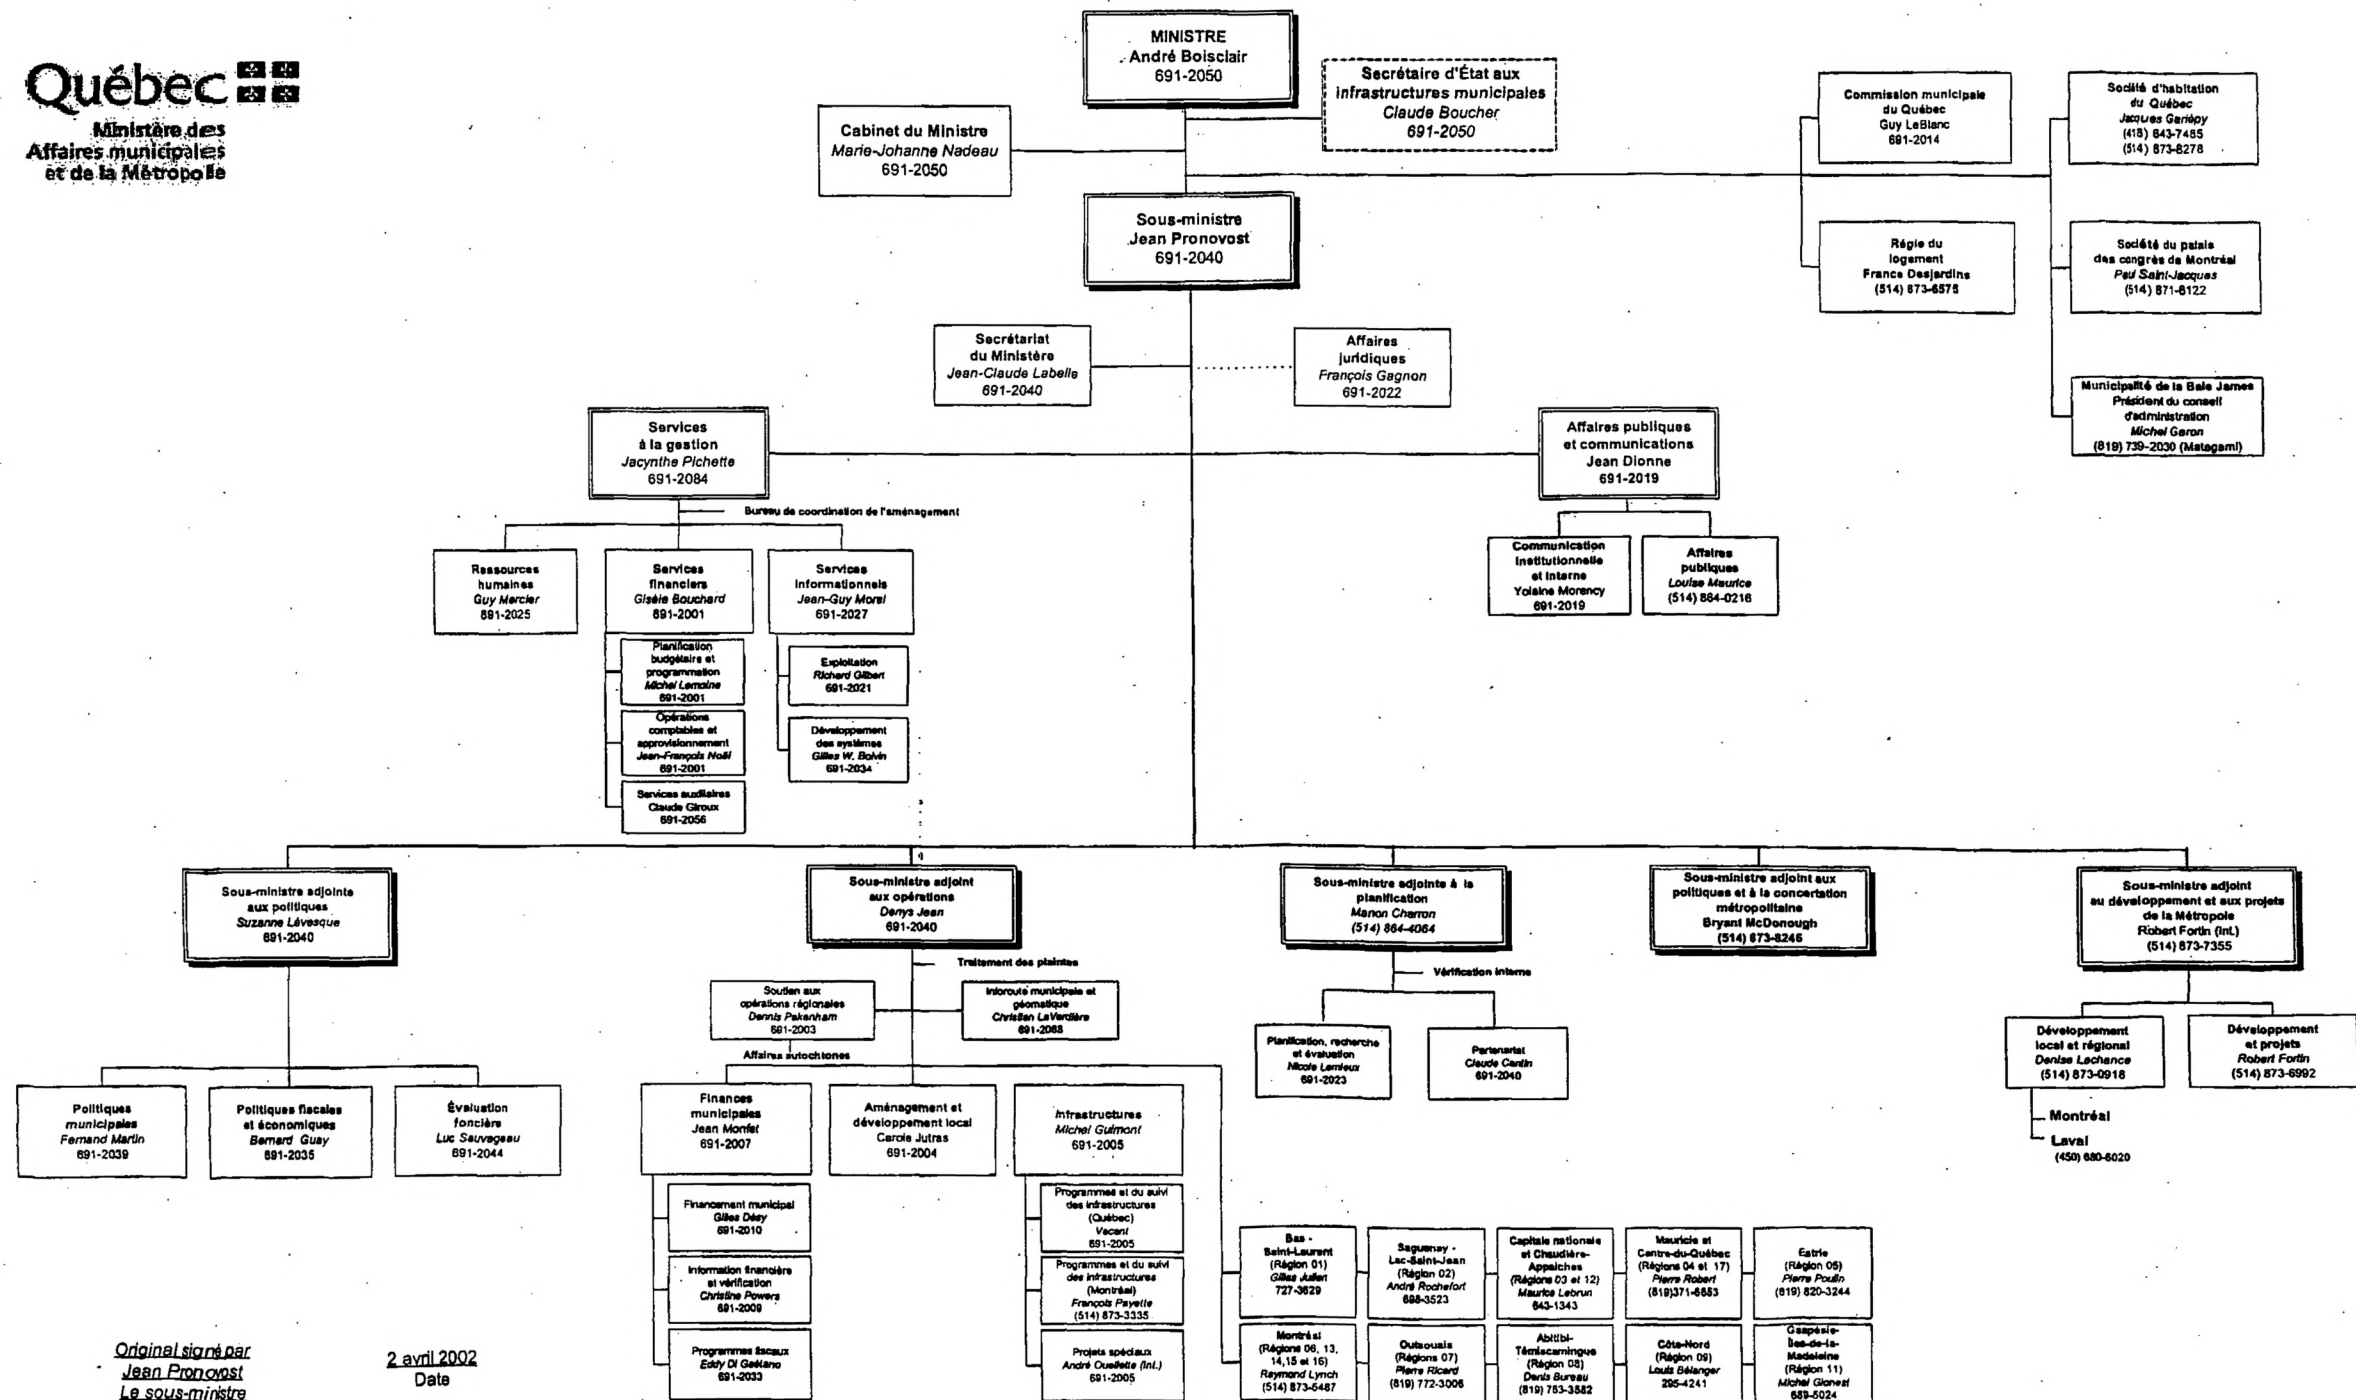 Québec
Ministère des
Affaires municipales
et de la Métropole
MINISTRE
André Boisclair
691-2050
Secrétaire d'État aux
infrastructures municipales
Claude Boucher
691-2050
Cabinet du Ministre
Marie-Johanne Nadeau
691-2050
Commission municipale
du Québec
Guy LeBlanc
691-2014
Société d'habitation
du Québec
Jacques Gariépy
(418) 643-7485
(514) 873-8278
Sous-ministre
Jean Pronovost
691-2040
Régie du
logement
France Desjardins
(514) 873-6575
Société du palais
des congrès de Montréal
Paul Saint-Jacques
(514) 871-8122
Secrétariat
du Ministère
Jean-Claude Labelle
691-2040
Affaires
juridiques
François Gagnon
691-2022
Municipalité de la Baie James
Président du conseil
d'administration
Michel Garon
(819) 739-2030 (Matagami)
Services
à la gestion
Jacynthe Pichette
691-2084
Affaires publiques
et communications
Jean Dionne
691-2019
Bureau de coordination de l'aménagement
Ressources
humaines
Guy Mercier
691-2025
Services
financiers
Gisèle Bouchard
691-2001
Services
informationnels
Jean-Guy Morel
691-2027
Communication
Institutionnelle
et interne
Yolaine Morency
691-2019
Affaires
publiques
Louise Maurice
(514) 864-0216
Planification
budgétaire et
programmation
Michel Lemoine
691-2001
Opérations
comptables et
approvisionnement
Jean-François Noël
691-2001
Services auxiliaires
Claude Giroux
691-2056
Exploitation
Richard Gilbert
691-2021
Développement
des systèmes
Gilles W. Boivin
691-2034
Sous-ministre adjointe
aux politiques
Suzanne Lévesque
691-2040
Sous-ministre adjoint
aux opérations
Denys Jean
691-2040
Sous-ministre adjointe à la
planification
Manon Charron
(514) 864-4064
Sous-ministre adjoint aux
politiques et à la concertation
métropolitaine
Bryant McDonough
(514) 873-8246
Sous-ministre adjoint
au développement et aux projets
de la Métropole
Robert Fortin (Int.)
(514) 873-7355
Traitement des plaintes
Soutien aux
opérations régionales
Dennis Pakenham
691-2003
Inforoute municipale et
géomatique
Christian LaVerdière
691-2088
Affaires autochtones
Vérification interne
Planification, recherche
et évaluation
Nicole Lemieux
691-2023
Partenariat
Claude Cantin
691-2040
Développement
local et régional
Denise Lachance
(514) 873-0918
Montréal
Laval
(450) 680-6020
Développement
et projets
Robert Fortin
(514) 873-6992
Politiques
municipales
Fernand Martin
691-2039
Politiques fiscales
et économiques
Bernard Guay
691-2035
Évaluation
foncière
Luc Sauvageau
691-2044
Finances
municipales
Jean Monfet
691-2007
Aménagement et
développement local
Carole Jutras
691-2004
Infrastructures
Michel Guimont
691-2005
Financement municipal
Gilles Désy
691-2010
Information financière
et vérification
Christine Powers
691-2009
Programmes fiscaux
Eddy Di Gaétano
691-2033
Programmes et du suivi
des infrastructures
(Québec)
Vacant
691-2005
Programmes et du suivi
des infrastructures
(Montréal)
François Payette
(514) 873-3335
Projets spéciaux
André Ouellette (Int.)
691-2005
Bas -
Saint-Laurent
(Région 01)
Gilles Julien
727-3629
Saguenay -
Lac-Saint-Jean
(Région 02)
André Rochefort
698-3523
Capitale nationale
et Chaudière-
Appalches
(Régions 03 et 12)
Maurice Lebrun
643-1343
Mauricie et
Centre-du-Québec
(Régions 04 et 17)
Pierre Robert
(819)371-6653
Estrie
(Région 05)
Pierre Poulin
(819) 820-3244
Montréal
(Régions 06, 13,
14,15 et 16)
Raymond Lynch
(514) 873-5487
Outaouais
(Régions 07)
Pierre Ricard
(819) 772-3006
Abitibi-
Témiscamingue
(Région 08)
Denis Bureau
(819) 763-3582
Côte-Nord
(Région 09)
Louis Bélanger
295-4241
Gaspésie-
Îles-de-la-
Madeleine
(Région 11)
Michel Gionest
689-5024
Original signé par
Jean Pronovost
Le sous-ministre
2 avril 2002
Date